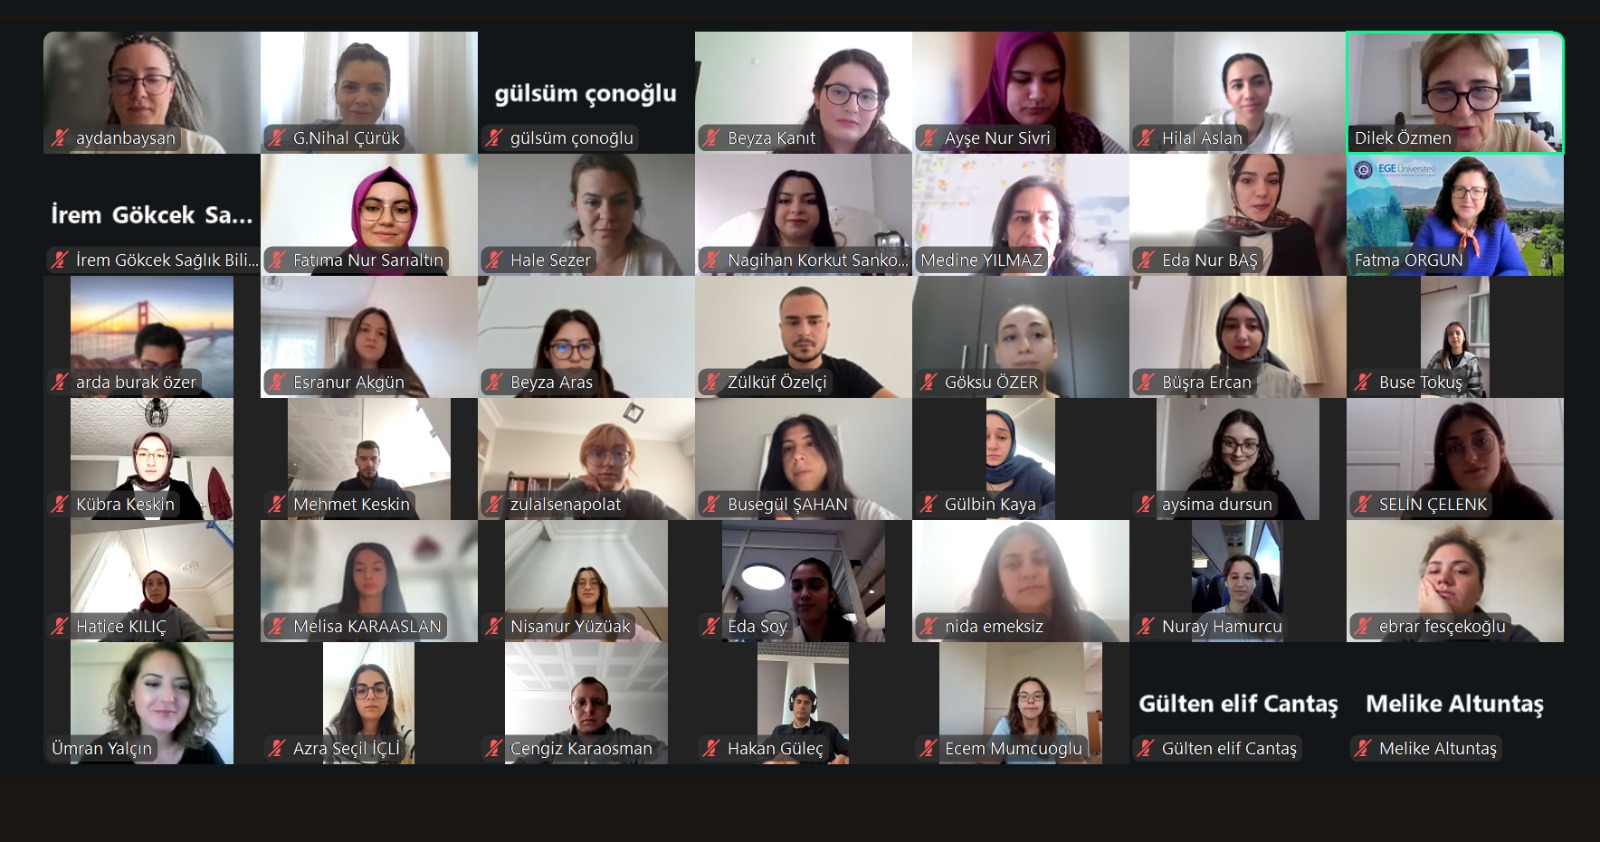 aydanbaysan
G.Nihal Çürük
gülsüm çonoğlu
gülsüm çonoğlu
Beyza Kanıt
Ayşe Nur Sivri
Hilal Aslan
Dilek Özmen
İrem Gökcek Sa...
İrem Gökcek Sağlık Bili...
Fatıma Nur Sarıaltın
Hale Sezer
Nagihan Korkut Sanko...
Medine YILMAZ
Eda Nur BAŞ
EGE Üniversitesi
Fatma ORGUN
arda burak özer
Esranur Akgün
Beyza Aras
Zülküf Özelçi
Göksu ÖZER
Büşra Ercan
Buse Tokuş
Kübra Keskin
Mehmet Keskin
zulalsenapolat
Busegül ŞAHAN
Gülbin Kaya
aysima dursun
SELİN ÇELENK
Hatice KILIÇ
Melisa KARAASLAN
Nisanur Yüzüak
Eda Soy
nida emeksiz
Nuray Hamurcu
ebrar fesçekoğlu
Ümran Yalçın
Azra Seçil İÇLİ
Cengiz Karaosman
Hakan Güleç
Ecem Mumcuoglu
Gülten elif Cantaş
Gülten elif Cantaş
Melike Altuntaş
Melike Altuntaş